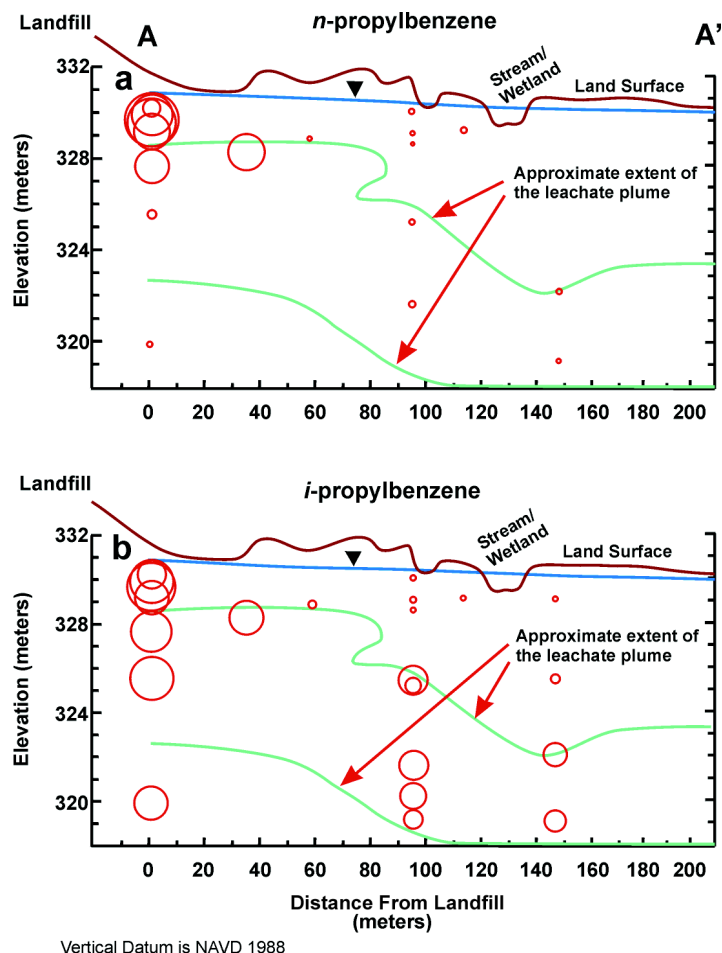 n-propylbenzene
Landfill
A
A’
a
332
328
324
320
Elevation (meters)
Stream/
Wetland
Land Surface
Approximate extent of
the leachate plume
0 20 40 60 80 100 120 140 160 180 200
i-propylbenzene
Landfill
b
332
328
324
320
Elevation (meters)
Stream/
Wetland
Land Surface
Approximate extent of
the leachate plume
0 20 40 60 80 100 120 140 160 180 200
Distance From Landfill
(meters)
Vertical Datum is NAVD 1988